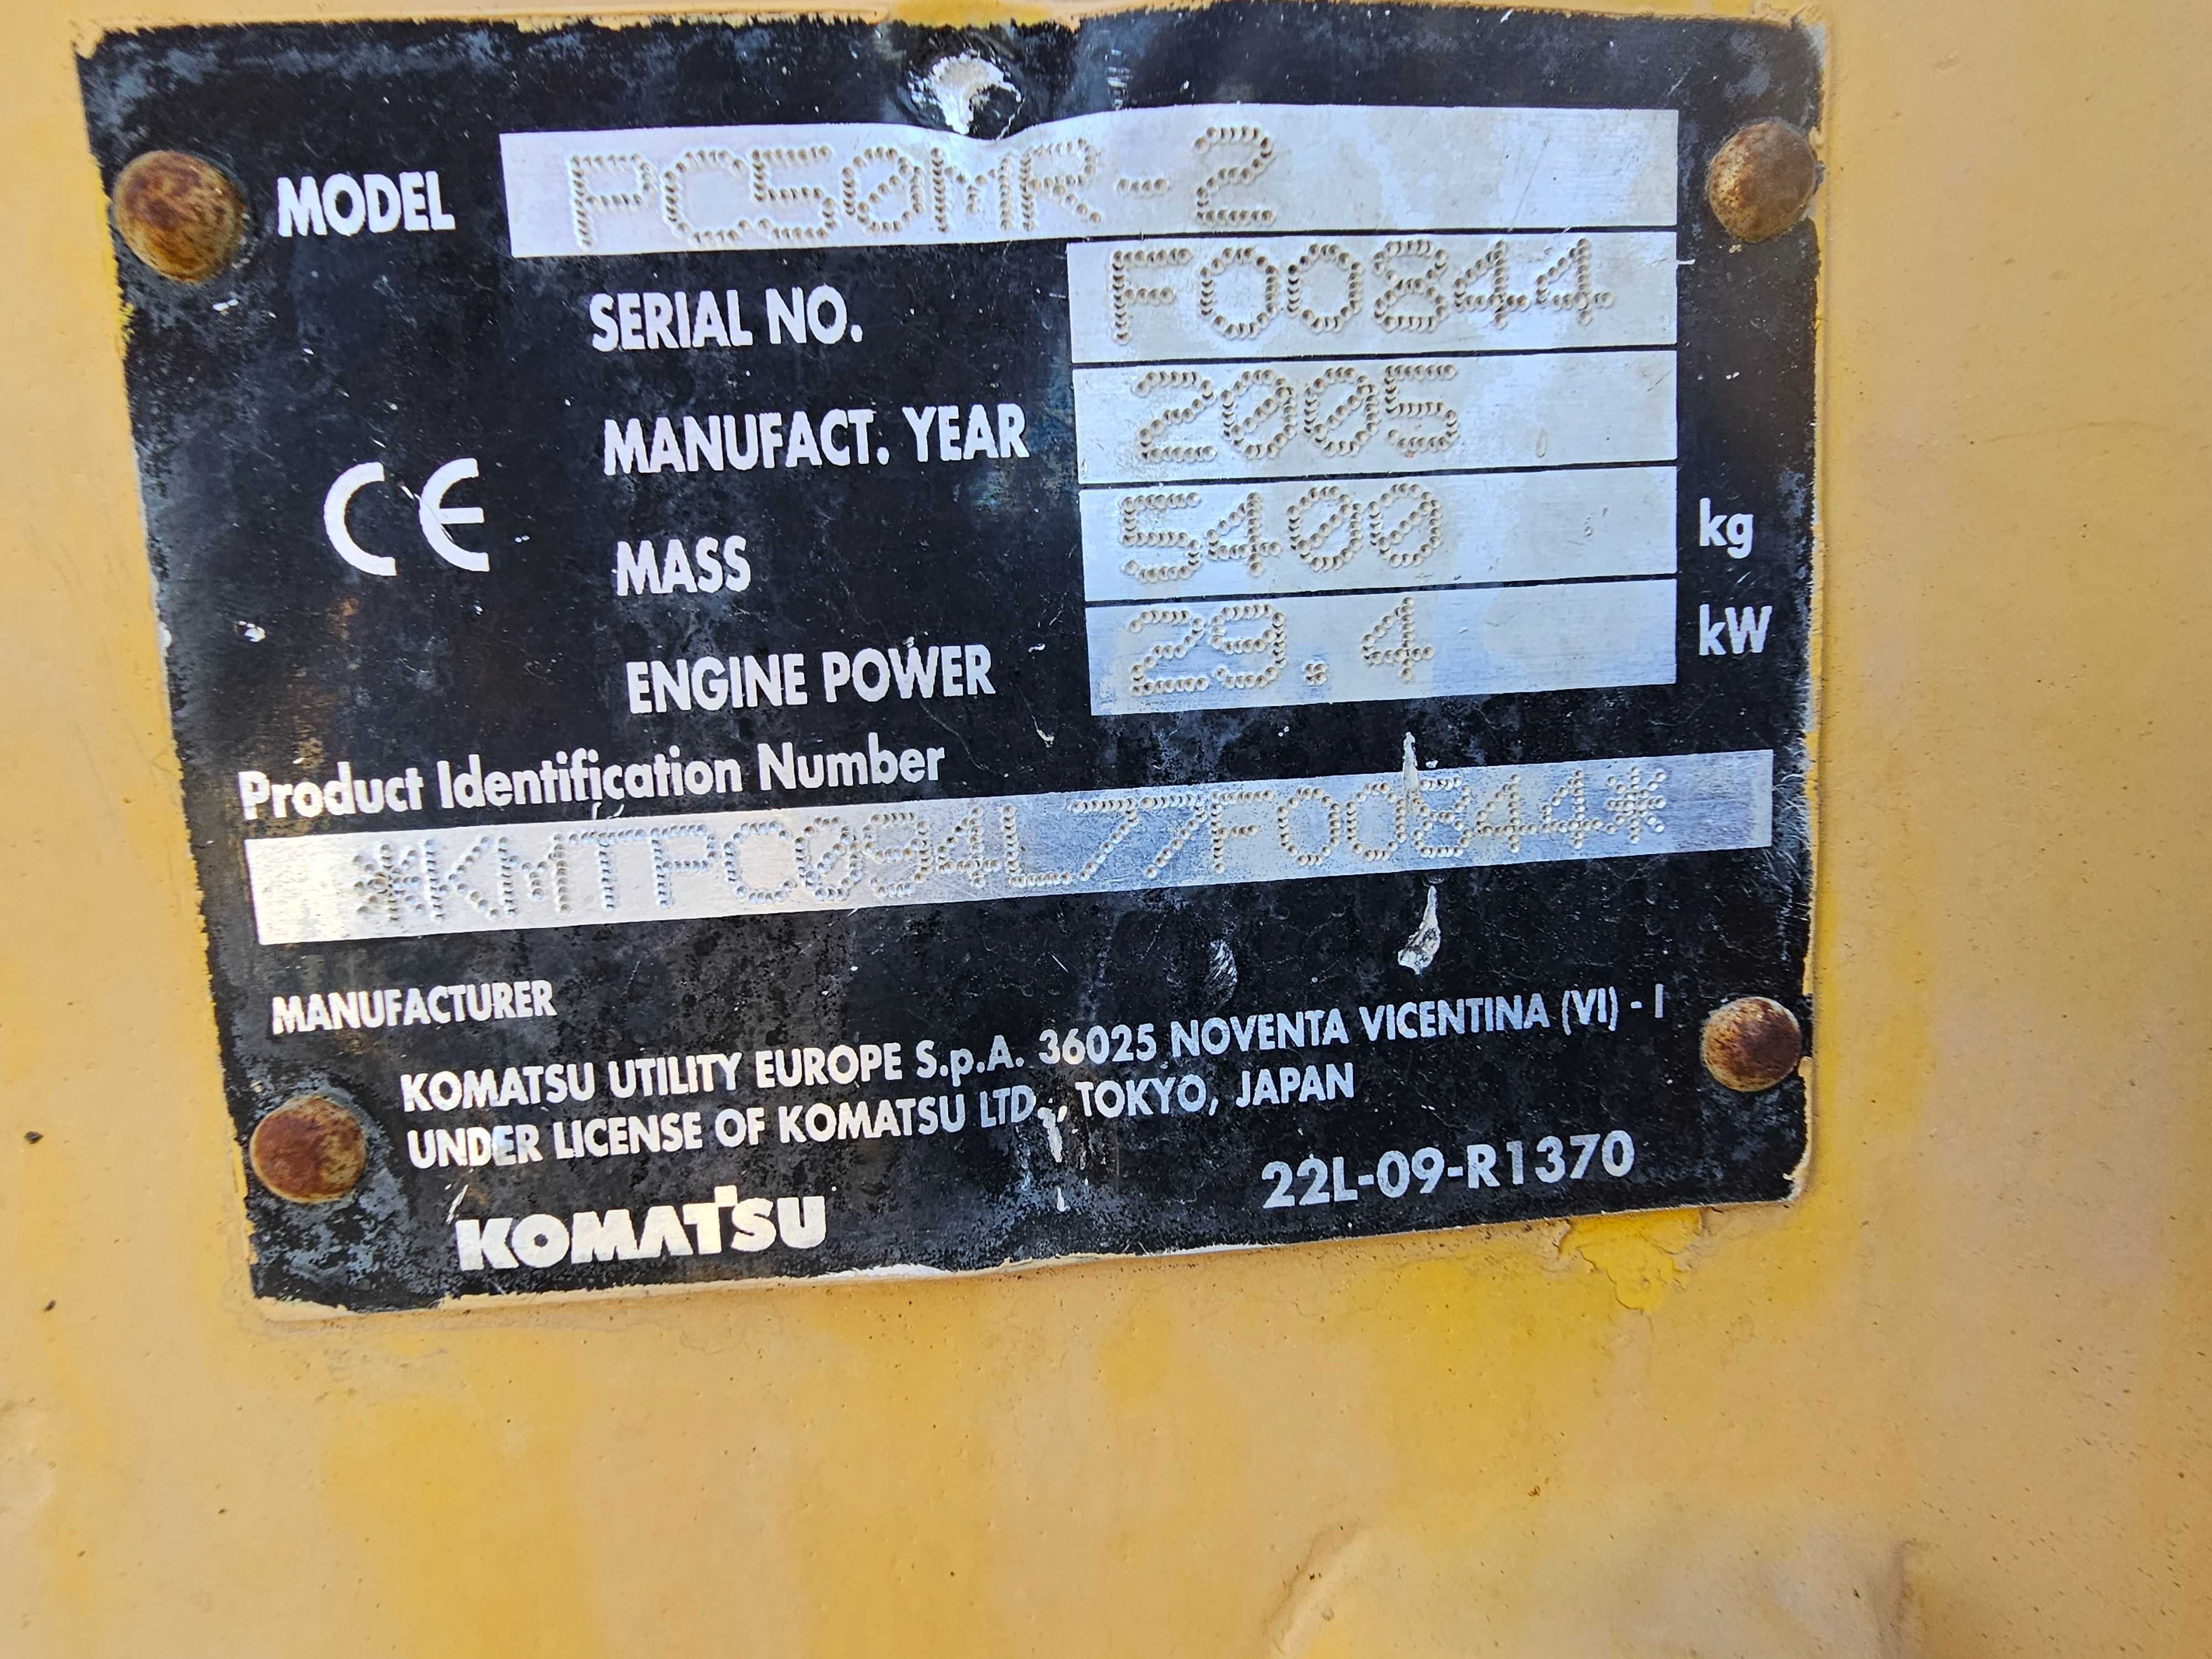 MODEL PC50MR-2
SERIAL NO. F00844
MANUFACT. YEAR 2005
CE
MASS 5400 kg
ENGINE POWER 29.4 kW
Product Identification Number
*KMTPC094L77F00844*
MANUFACTURER
KOMATSU UTILITY EUROPE S.p.A. 36025 NOVENTA VICENTINA (VI) - I
UNDER LICENSE OF KOMATSU LTD., TOKYO, JAPAN
22L-09-R1370
KOMATSU